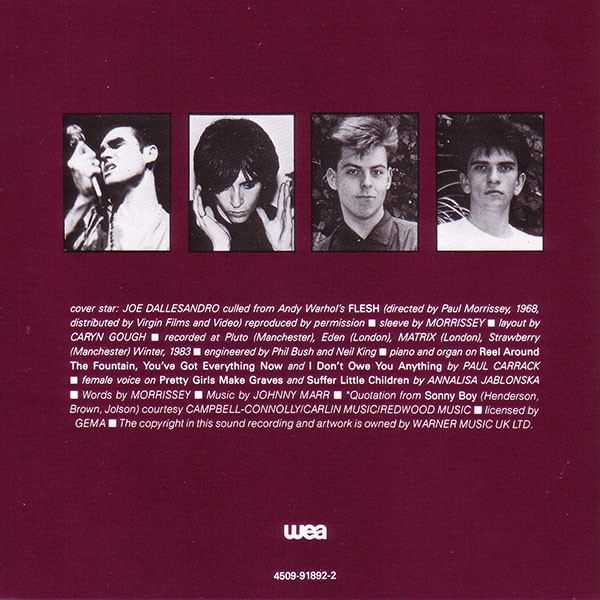 cover star: JOE DALLESANDRO culled from Andy Warhol's FLESH (directed by Paul Morrissey, 1968,
distributed by Virgin Films and Video) reproduced by permission ■ sleeve by MORRISSEY ■ layout by
CARYN GOUGH ■ recorded at Pluto (Manchester), Eden (London), MATRIX (London), Strawberry
(Manchester) Winter, 1983 ■ engineered by Phil Bush and Neil King ■ piano and organ on Reel Around
The Fountain, You've Got Everything Now and I Don't Owe You Anything by PAUL CARRACK
■ female voice on Pretty Girls Make Graves and Suffer Little Children by ANNALISA JABLONSKA
■ Words by MORRISSEY ■ Music by JOHNNY MARR ■ *Quotation from Sonny Boy (Henderson,
Brown, Jolson) courtesy CAMPBELL-CONNOLLY/CARLIN MUSIC/REDWOOD MUSIC ■ licensed by
GEMA ■ The copyright in this sound recording and artwork is owned by WARNER MUSIC UK LTD.
wea
4509-91892-2